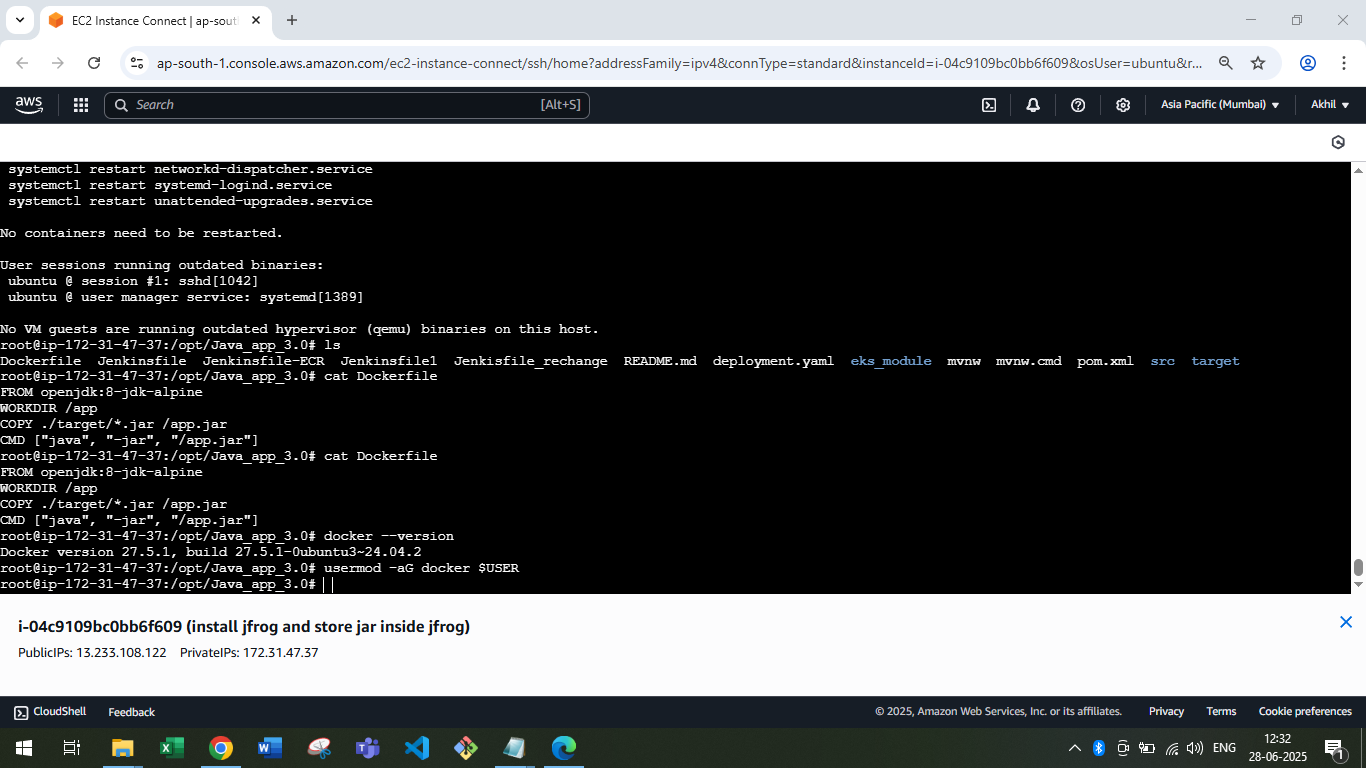 EC2 Instance Connect | ap-sout
ap-south-1.console.aws.amazon.com/ec2-instance-connect/ssh/home?addressFamily=ipv4&connType=standard&instanceId=i-04c9109bc0bb6f609&osUser=ubuntu&r...
aws
Search
[Alt+S]
Asia Pacific (Mumbai)
Akhil
systemctl restart networkd-dispatcher.service
systemctl restart systemd-logind.service
systemctl restart unattended-upgrades.service
No containers need to be restarted.
User sessions running outdated binaries:
ubuntu @ session #1: sshd[1042]
ubuntu @ user manager service: systemd[1389]
No VM guests are running outdated hypervisor (qemu) binaries on this host.
root@ip-172-31-47-37:/opt/Java_app_3.0# ls
Dockerfile Jenkinsfile Jenkinsfile-ECR Jenkinsfile1 Jenkisfile_rechange README.md deployment.yaml eks_module mvnw mvnw.cmd pom.xml src target
root@ip-172-31-47-37:/opt/Java_app_3.0# cat Dockerfile
FROM openjdk:8-jdk-alpine
WORKDIR /app
COPY ./target/*.jar /app.jar
CMD ["java", "-jar", "/app.jar"]
root@ip-172-31-47-37:/opt/Java_app_3.0# cat Dockerfile
FROM openjdk:8-jdk-alpine
WORKDIR /app
COPY ./target/*.jar /app.jar
CMD ["java", "-jar", "/app.jar"]
root@ip-172-31-47-37:/opt/Java_app_3.0# docker --version
Docker version 27.5.1, build 27.5.1-0ubuntu3~24.04.2
root@ip-172-31-47-37:/opt/Java_app_3.0# usermod -aG docker $USER
root@ip-172-31-47-37:/opt/Java_app_3.0#
i-04c9109bc0bb6f609 (install jfrog and store jar inside jfrog)
PublicIPs: 13.233.108.122 PrivateIPs: 172.31.47.37
CloudShell
Feedback
© 2025, Amazon Web Services, Inc. or its affiliates.
Privacy
Terms
Cookie preferences
ENG
12:32
28-06-2025
1